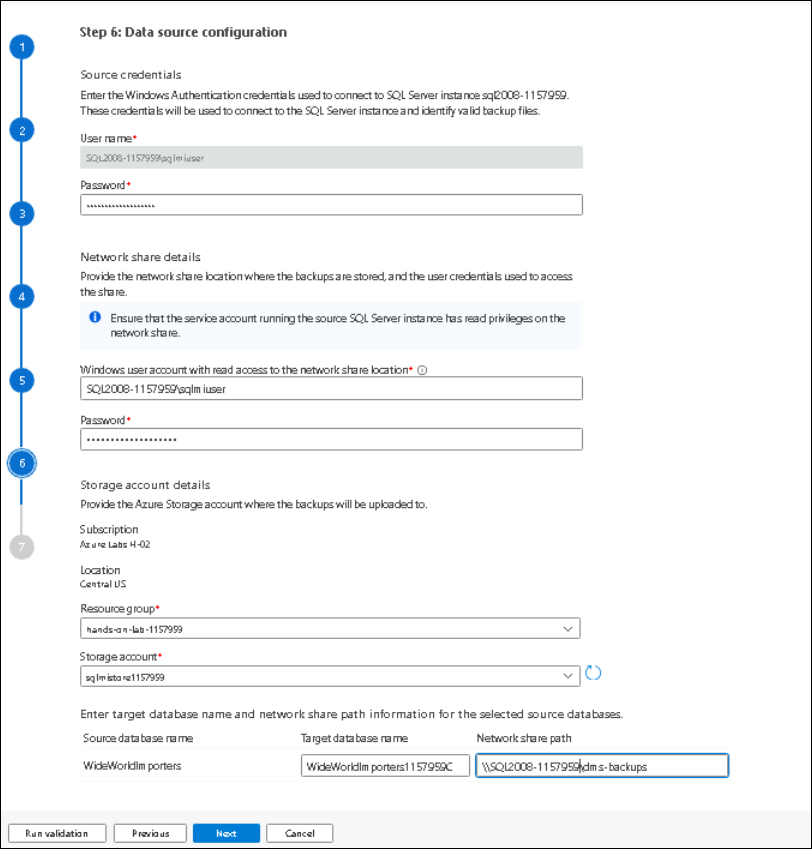 Step 6: Data source configuration
1
Source credentials
Enter the Windows Authentication credentials used to connect to SQL Server instance sql2008-1157959.
These credentials will be used to connect to the SQL Server instance and identify valid backup files.
2
User name*
SQL2008-1157959\sqlmiuser
Password*
•••••••••••••••••••
3
Network share details
Provide the network share location where the backups are stored, and the user credentials used to access
the share.
4
Ensure that the service account running the source SQL Server instance has read privileges on the
network share.
Windows user account with read access to the network share location*
5
SQL2008-1157959\sqlmiuser
Password*
•••••••••••••••••••
6
Storage account details
Provide the Azure Storage account where the backups will be uploaded to.
Subscription
Azure Labs H-02
7
Location
Central US
Resource group*
hands-on-lab-1157959
Storage account*
sqlmistore1157959
Enter target database name and network share path information for the selected source databases.
Source database name Target database name Network share path
WideWorldImporters WideWorldImporters1157959C \\SQL2008-1157959\dms-backups
Run validation Previous Next Cancel